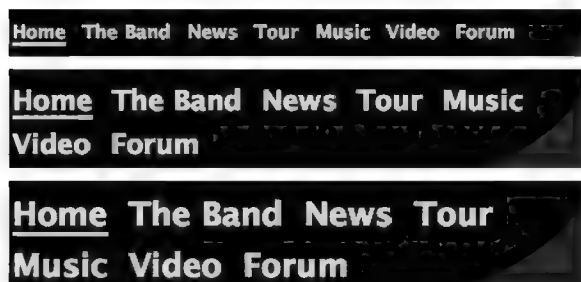 Home The Band News Tour Music Video Forum
Home The Band News Tour Music
Video Forum
Home The Band News Tour
Music Video Forum